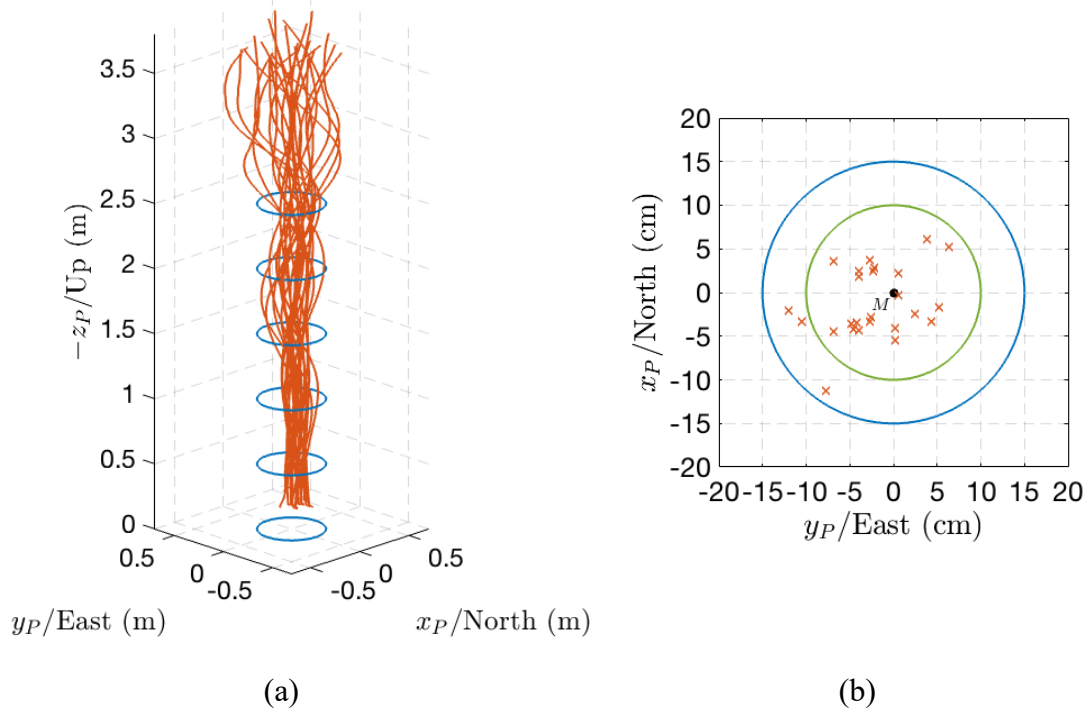 3.5
3
2.5
2
1.5
1
0.5
0
−z_P/Up (m)
0.5
0
-0.5
y_P/East (m)
-0.5
0
0.5
x_P/North (m)
(a)
20
15
10
5
0
-5
-10
-15
-20
x_P/North (cm)
M
-20 -15 -10 -5 0 5 10 15 20
y_P/East (cm)
(b)